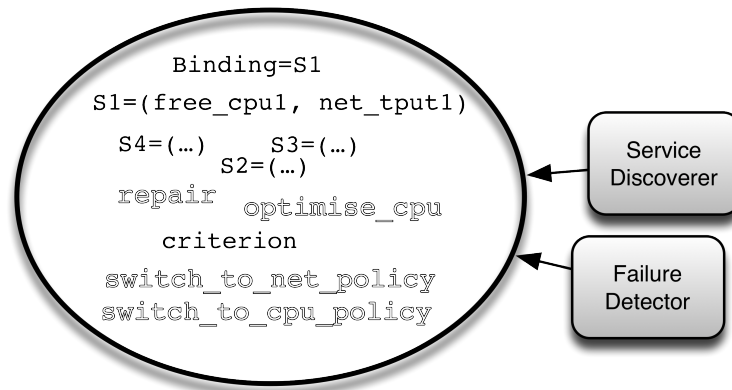 Binding=S1
S1=(free_cpu1, net_tput1)
S4=(…) S3=(…)
S2=(…)
repair optimise_cpu
criterion
switch_to_net_policy
switch_to_cpu_policy
Service
Discoverer
Failure
Detector